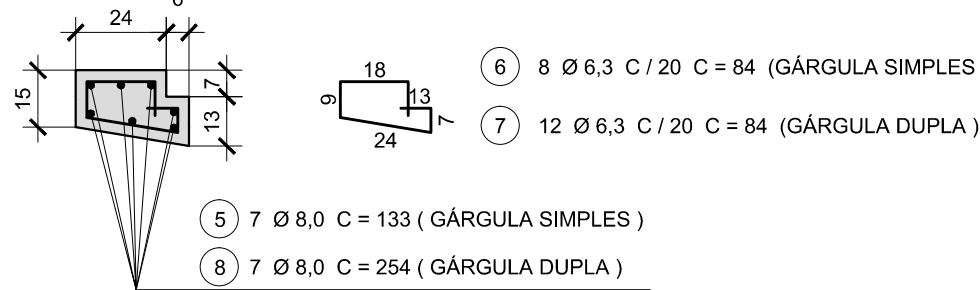 24
15
7
13
18
9
13
7
24
6 8 Ø 6,3 C / 20 C = 84 (GÁRGULA SIMPLES
7 12 Ø 6,3 C / 20 C = 84 (GÁRGULA DUPLA )
5 7 Ø 8,0 C = 133 ( GÁRGULA SIMPLES )
8 7 Ø 8,0 C = 254 ( GÁRGULA DUPLA )